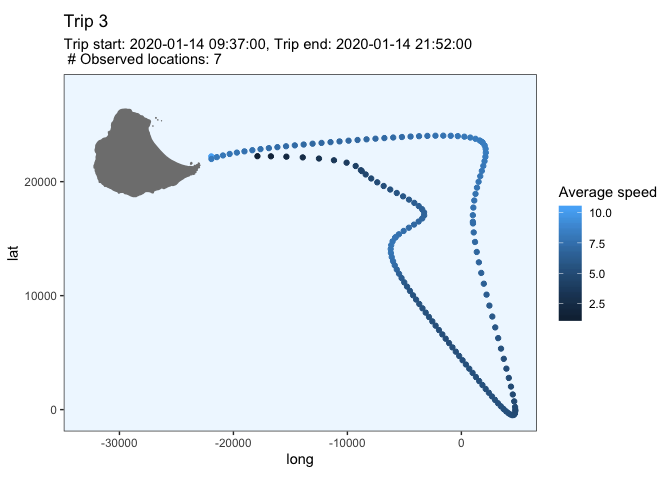 Trip 3
Trip start: 2020-01-14 09:37:00, Trip end: 2020-01-14 21:52:00
# Observed locations: 7
lat
20000
10000
0
-30000
-20000
-10000
0
long
Average speed
10.0
7.5
5.0
2.5